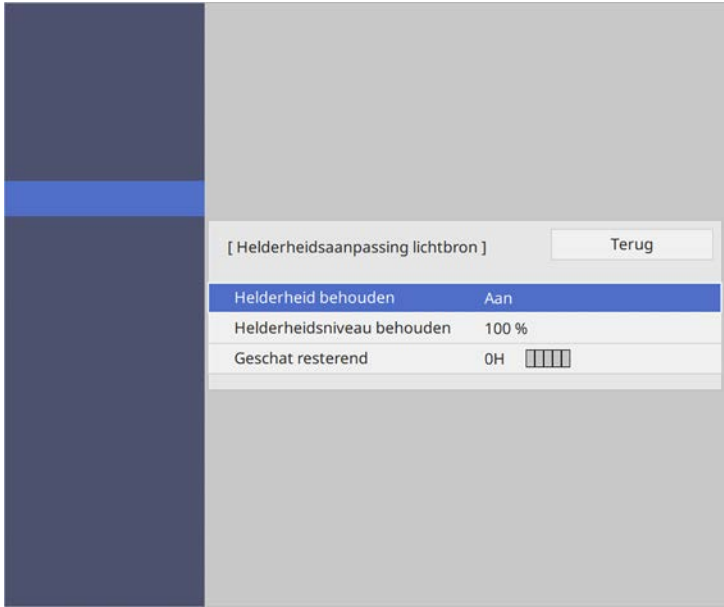 [ Helderheidsaanpassing lichtbron ] Terug
Helderheid behouden Aan
Helderheidsniveau behouden 100 %
Geschat resterend 0H